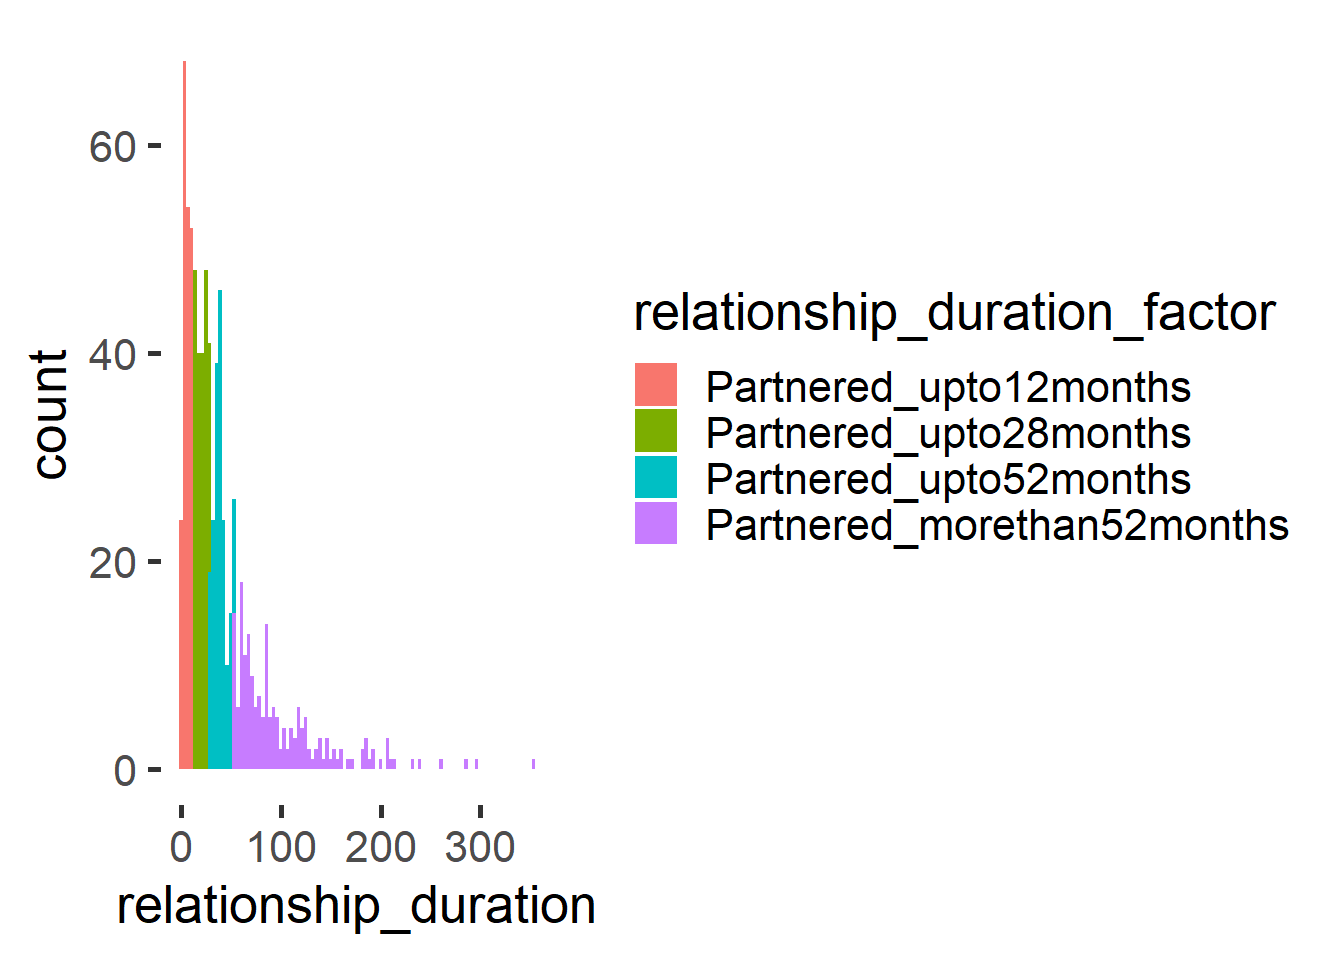 60
40
20
0
count
0 100 200 300
relationship_duration
relationship_duration_factor
Partnered_upto12months
Partnered_upto28months
Partnered_upto52months
Partnered_morethan52months